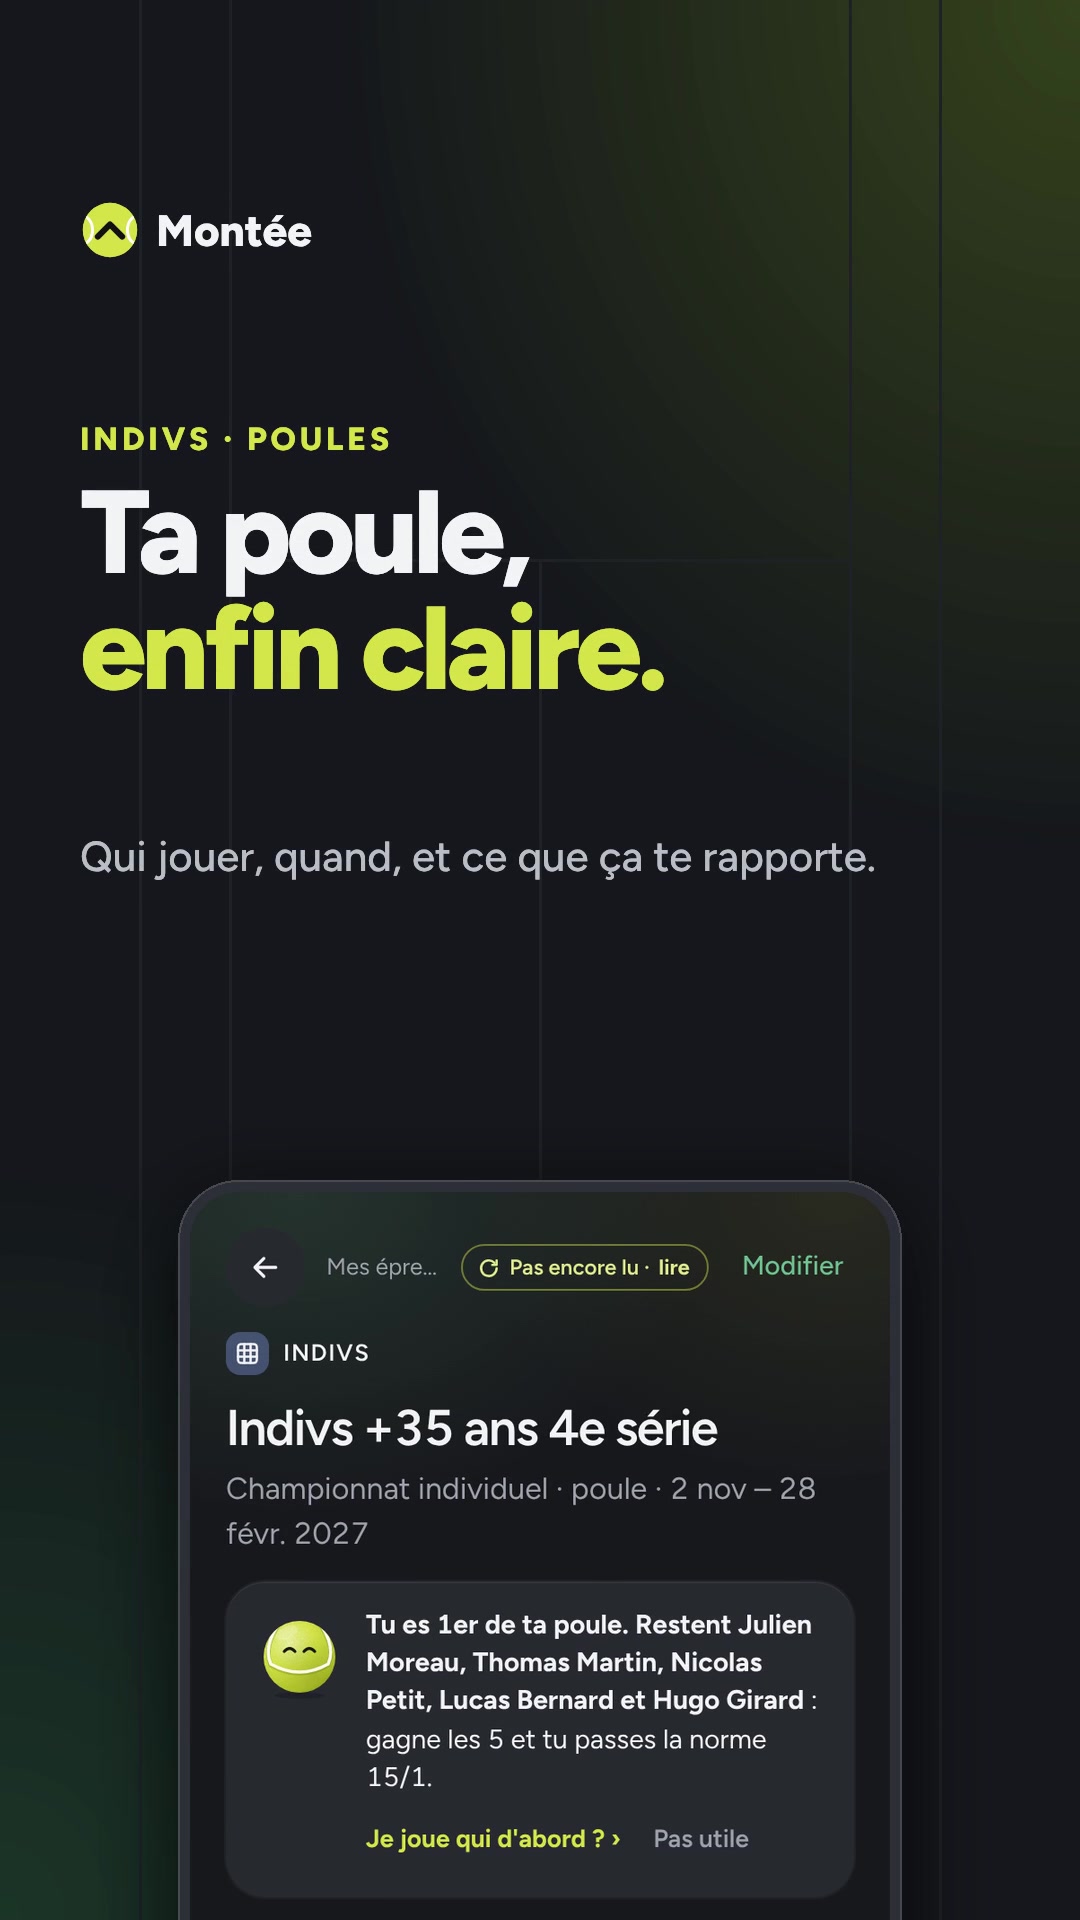 Montée
INDIVS · POULES
Ta poule,
enfin claire.
Qui jouer, quand, et ce que ça te rapporte.
Mes épre... Pas encore lu · lire Modifier
INDIVS
Indivs +35 ans 4e série
Championnat individuel · poule · 2 nov – 28
févr. 2027
Tu es 1er de ta poule. Restent Julien
Moreau, Thomas Martin, Nicolas
Petit, Lucas Bernard et Hugo Girard :
gagne les 5 et tu passes la norme
15/1.
Je joue qui d'abord ? › Pas utile